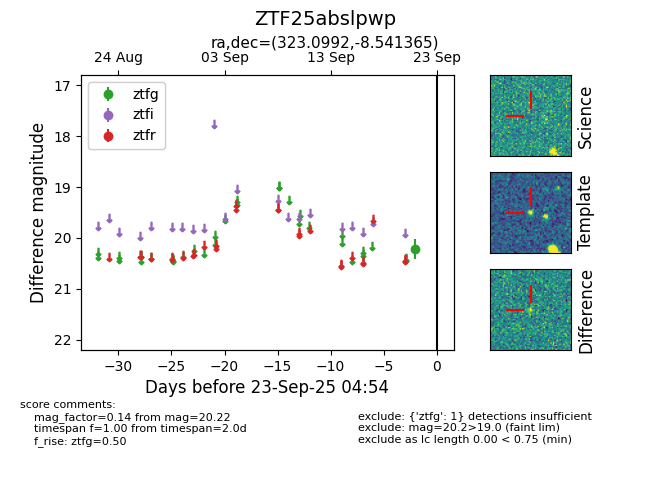 ZTF25abslpwp
ra,dec=(323.0992,-8.541365)
24 Aug 03 Sep 13 Sep 23 Sep
ztfg
ztfi
ztfr
17
18
19
20
21
22
Difference magnitude
−30 −25 −20 −15 −10 −5 0
Days before 23-Sep-25 04:54
Science
Template
Difference
score comments:
mag_factor=0.14 from mag=20.22
timespan f=1.00 from timespan=2.0d
f_rise: ztfg=0.50
exclude: {'ztfg': 1} detections insufficient
exclude: mag=20.2>19.0 (faint lim)
exclude as lc length 0.00 < 0.75 (min)